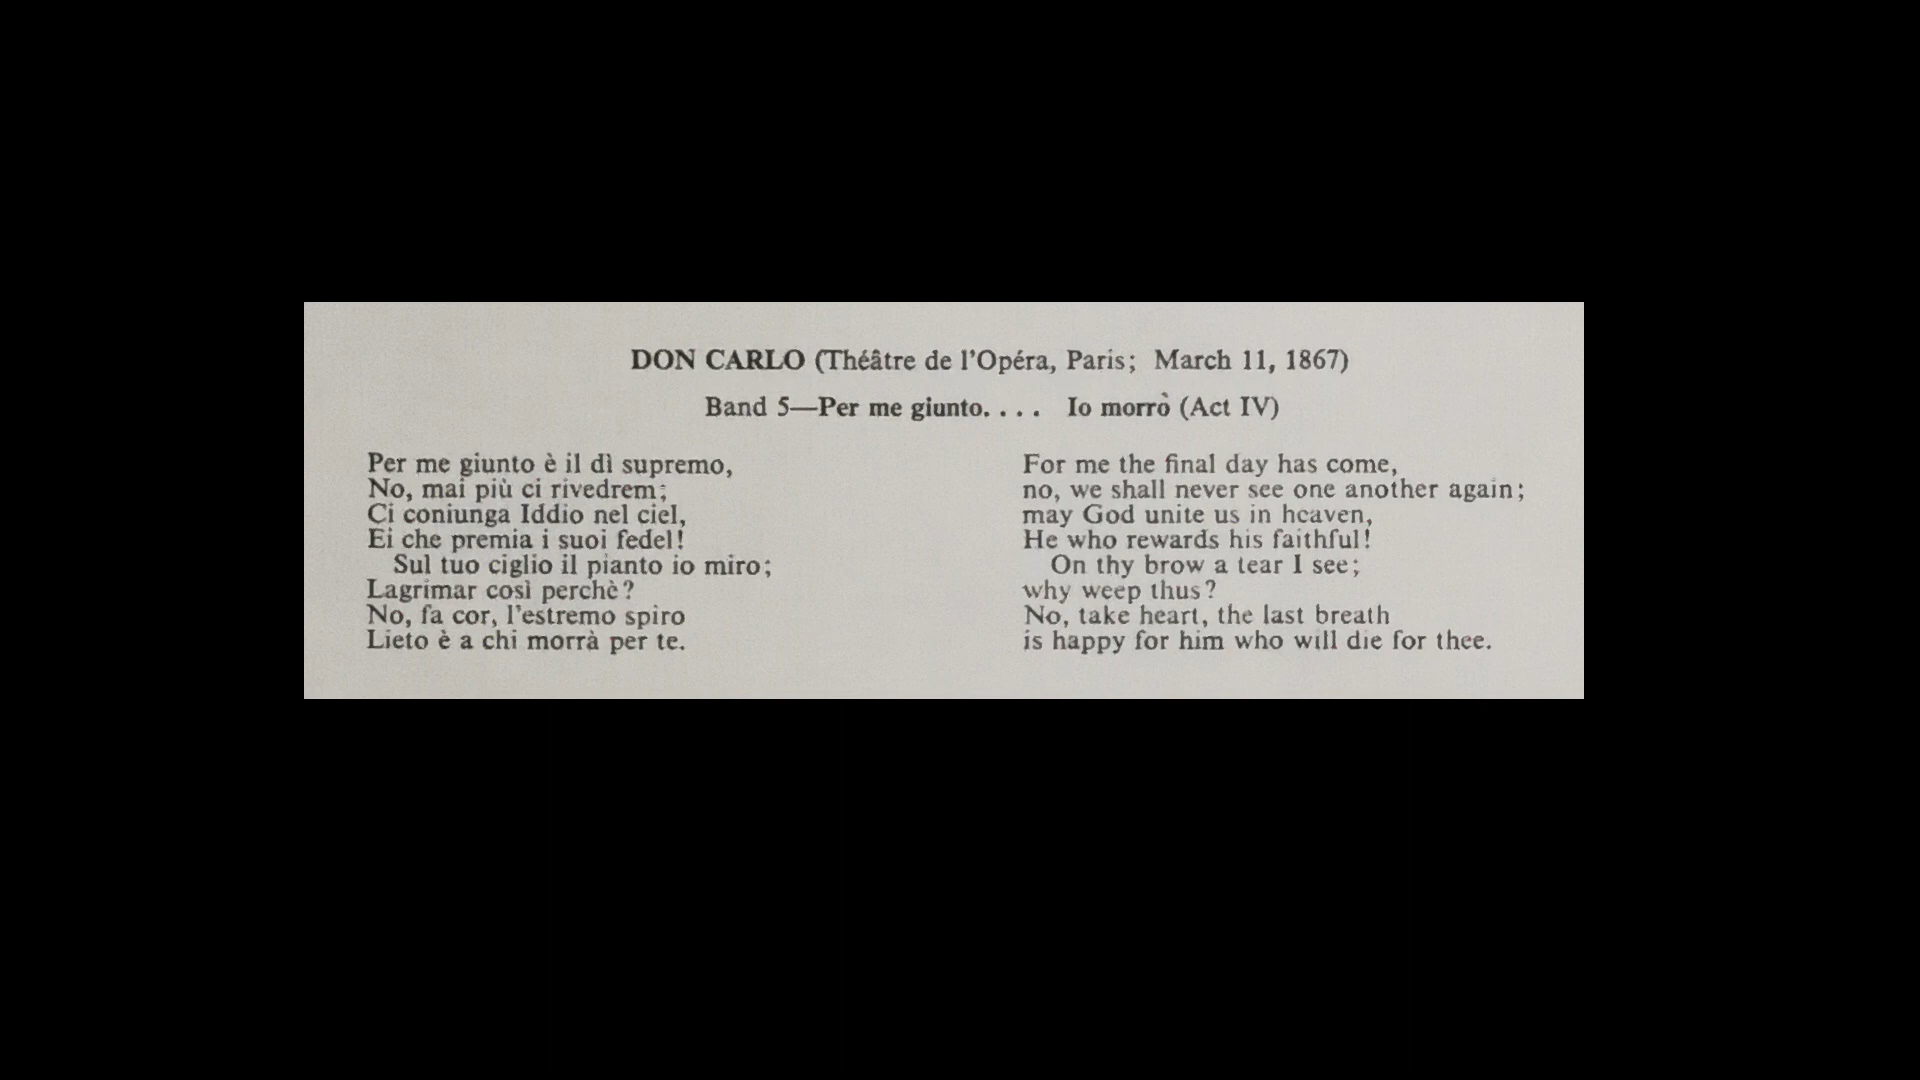 DON CARLO (Théâtre de l'Opéra, Paris; March 11, 1867)
Band 5—Per me giunto. . . . Io morrò (Act IV)
Per me giunto è il dì supremo,
No, mai più ci rivedrem;
Ci coniunga Iddio nel ciel,
Ei che premia i suoi fedel!
Sul tuo ciglio il pianto io miro;
Lagrimar così perchè?
No, fa cor, l'estremo spiro
Lieto è a chi morrà per te.
For me the final day has come,
no, we shall never see one another again;
may God unite us in heaven,
He who rewards his faithful!
On thy brow a tear I see;
why weep thus?
No, take heart, the last breath
is happy for him who will die for thee.